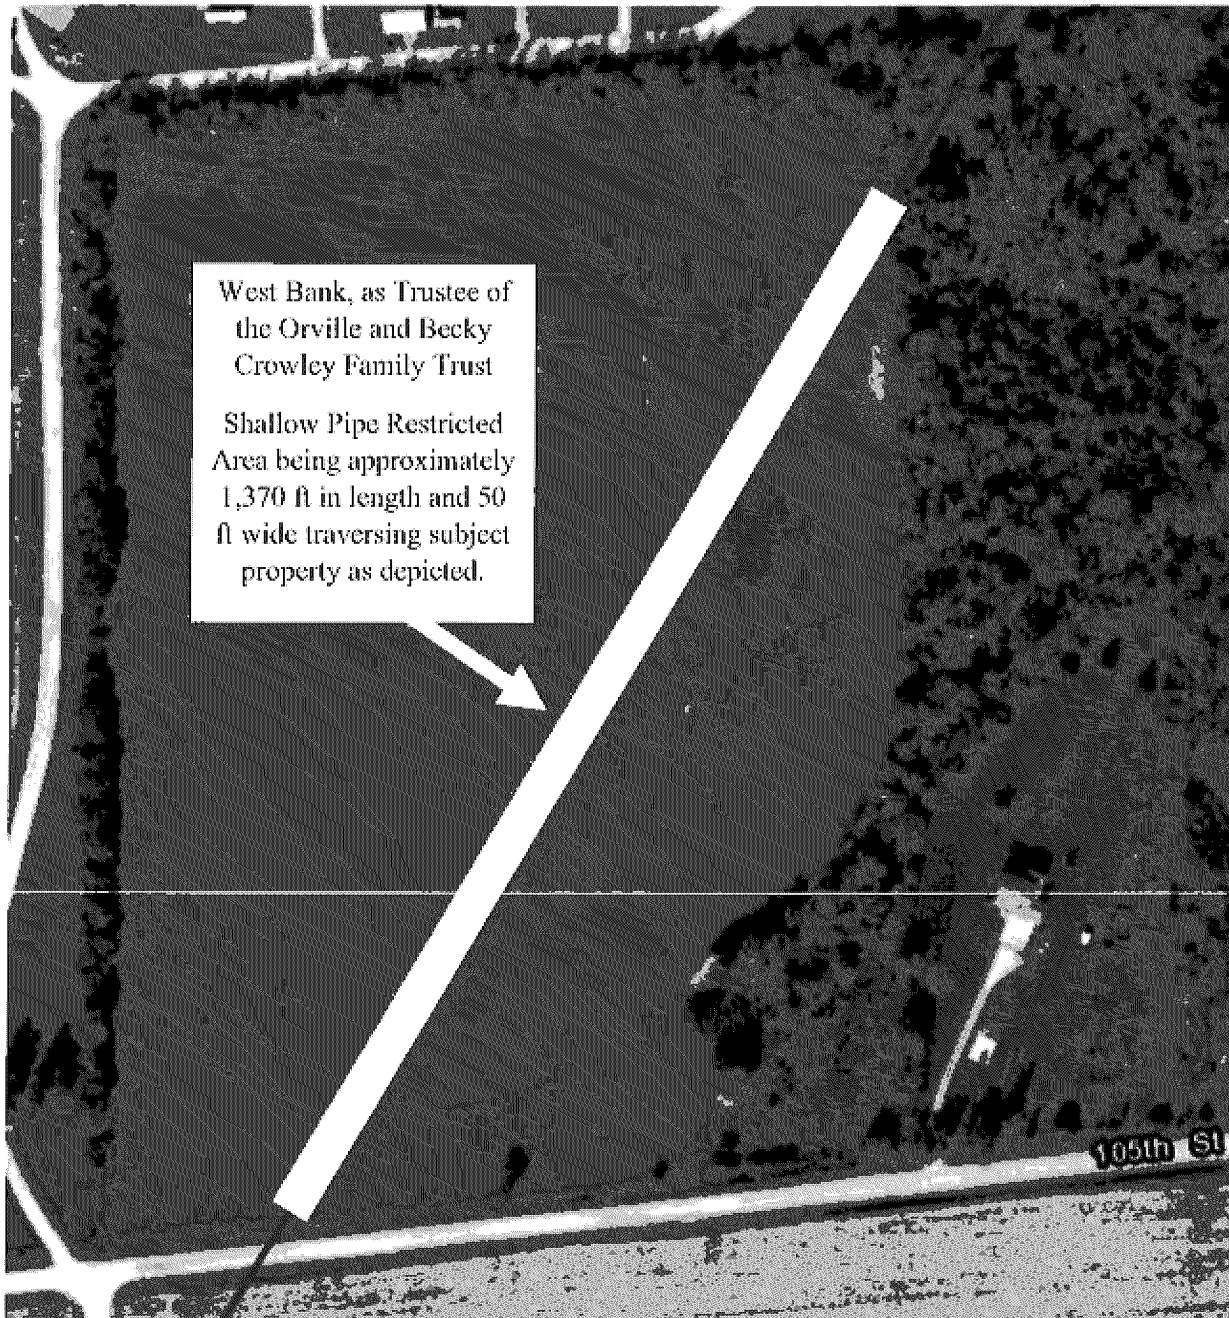 West Bank, as Trustee of
the Orville and Becky
Crowley Family Trust
Shallow Pipe Restricted
Area being approximately
1,370 ft in length and 50
ft wide traversing subject
property as depicted.
105th St